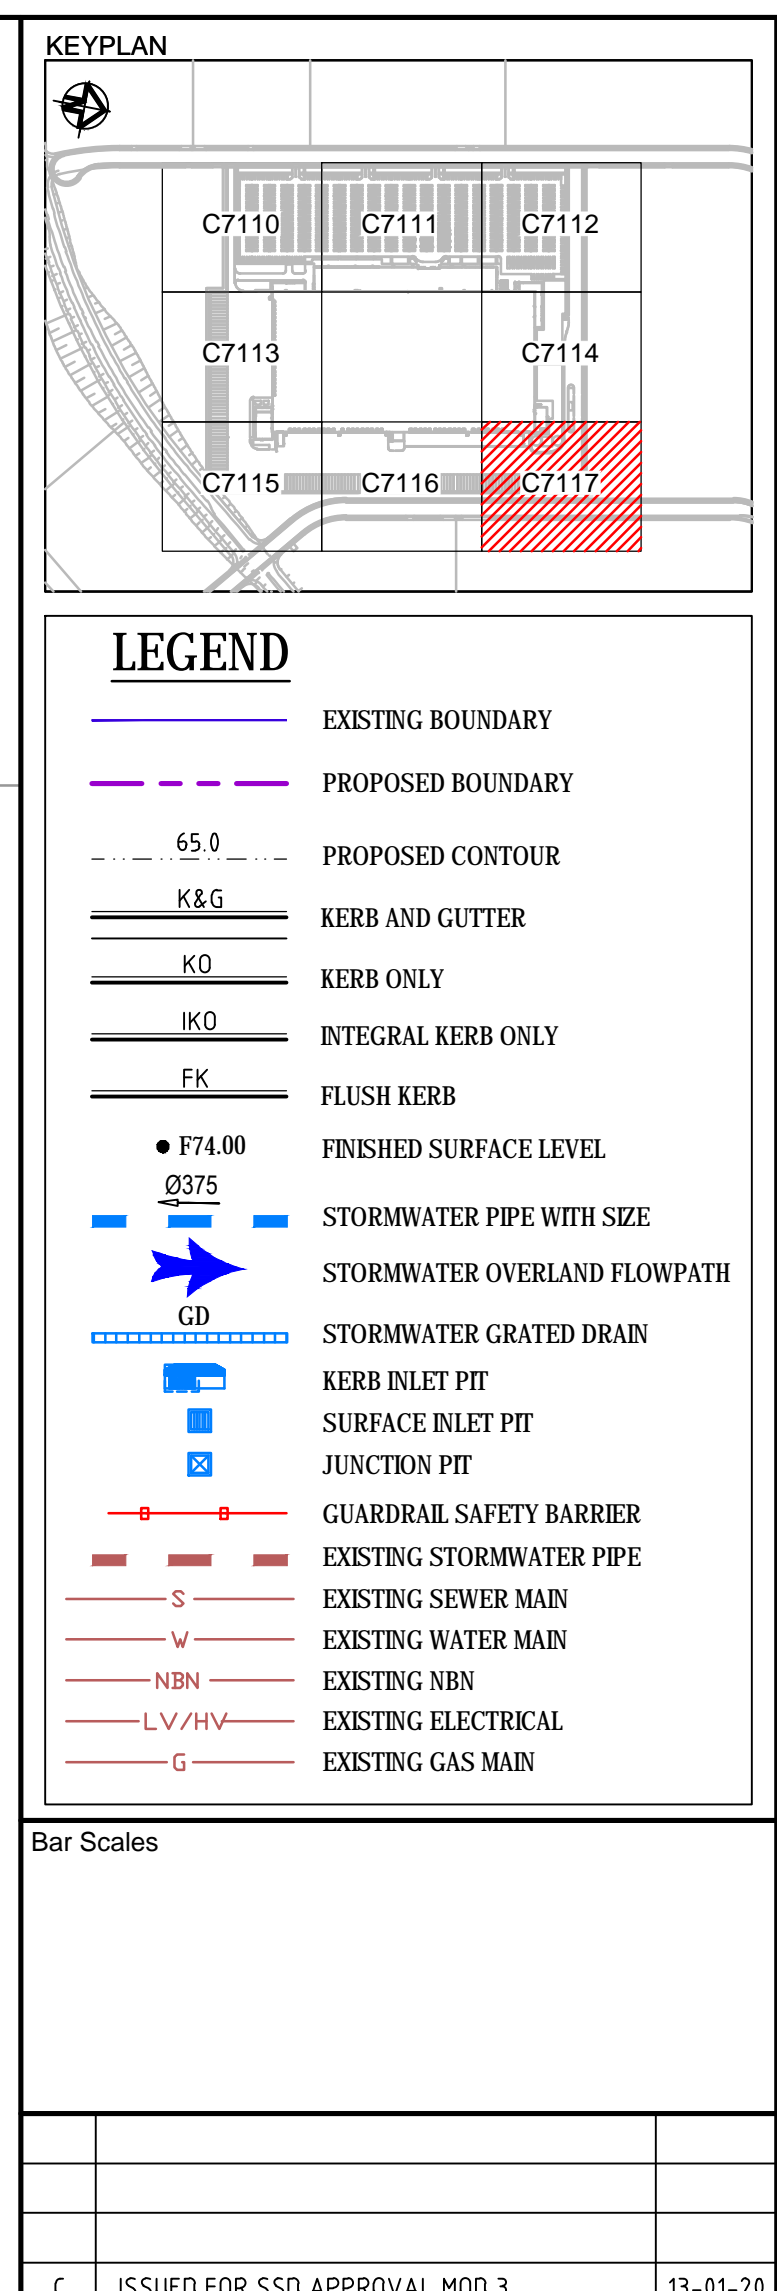 KEYPLAN
N
C7110 C7111 C7112
C7113 C7114
C7115 C7116 C7117
LEGEND
EXISTING BOUNDARY
PROPOSED BOUNDARY
65.0 PROPOSED CONTOUR
K&G KERB AND GUTTER
KO KERB ONLY
IKO INTEGRAL KERB ONLY
FK FLUSH KERB
F74.00 FINISHED SURFACE LEVEL
Ø375 STORMWATER PIPE WITH SIZE
STORMWATER OVERLAND FLOWPATH
GD STORMWATER GRATED DRAIN
KERB INLET PIT
SURFACE INLET PIT
JUNCTION PIT
GUARDRAIL SAFETY BARRIER
EXISTING STORMWATER PIPE
S EXISTING SEWER MAIN
W EXISTING WATER MAIN
NBN EXISTING NBN
LV/HV EXISTING ELECTRICAL
G EXISTING GAS MAIN
Bar Scales
C ISSUED FOR SSD APPROVAL MOD 3 13-01-20